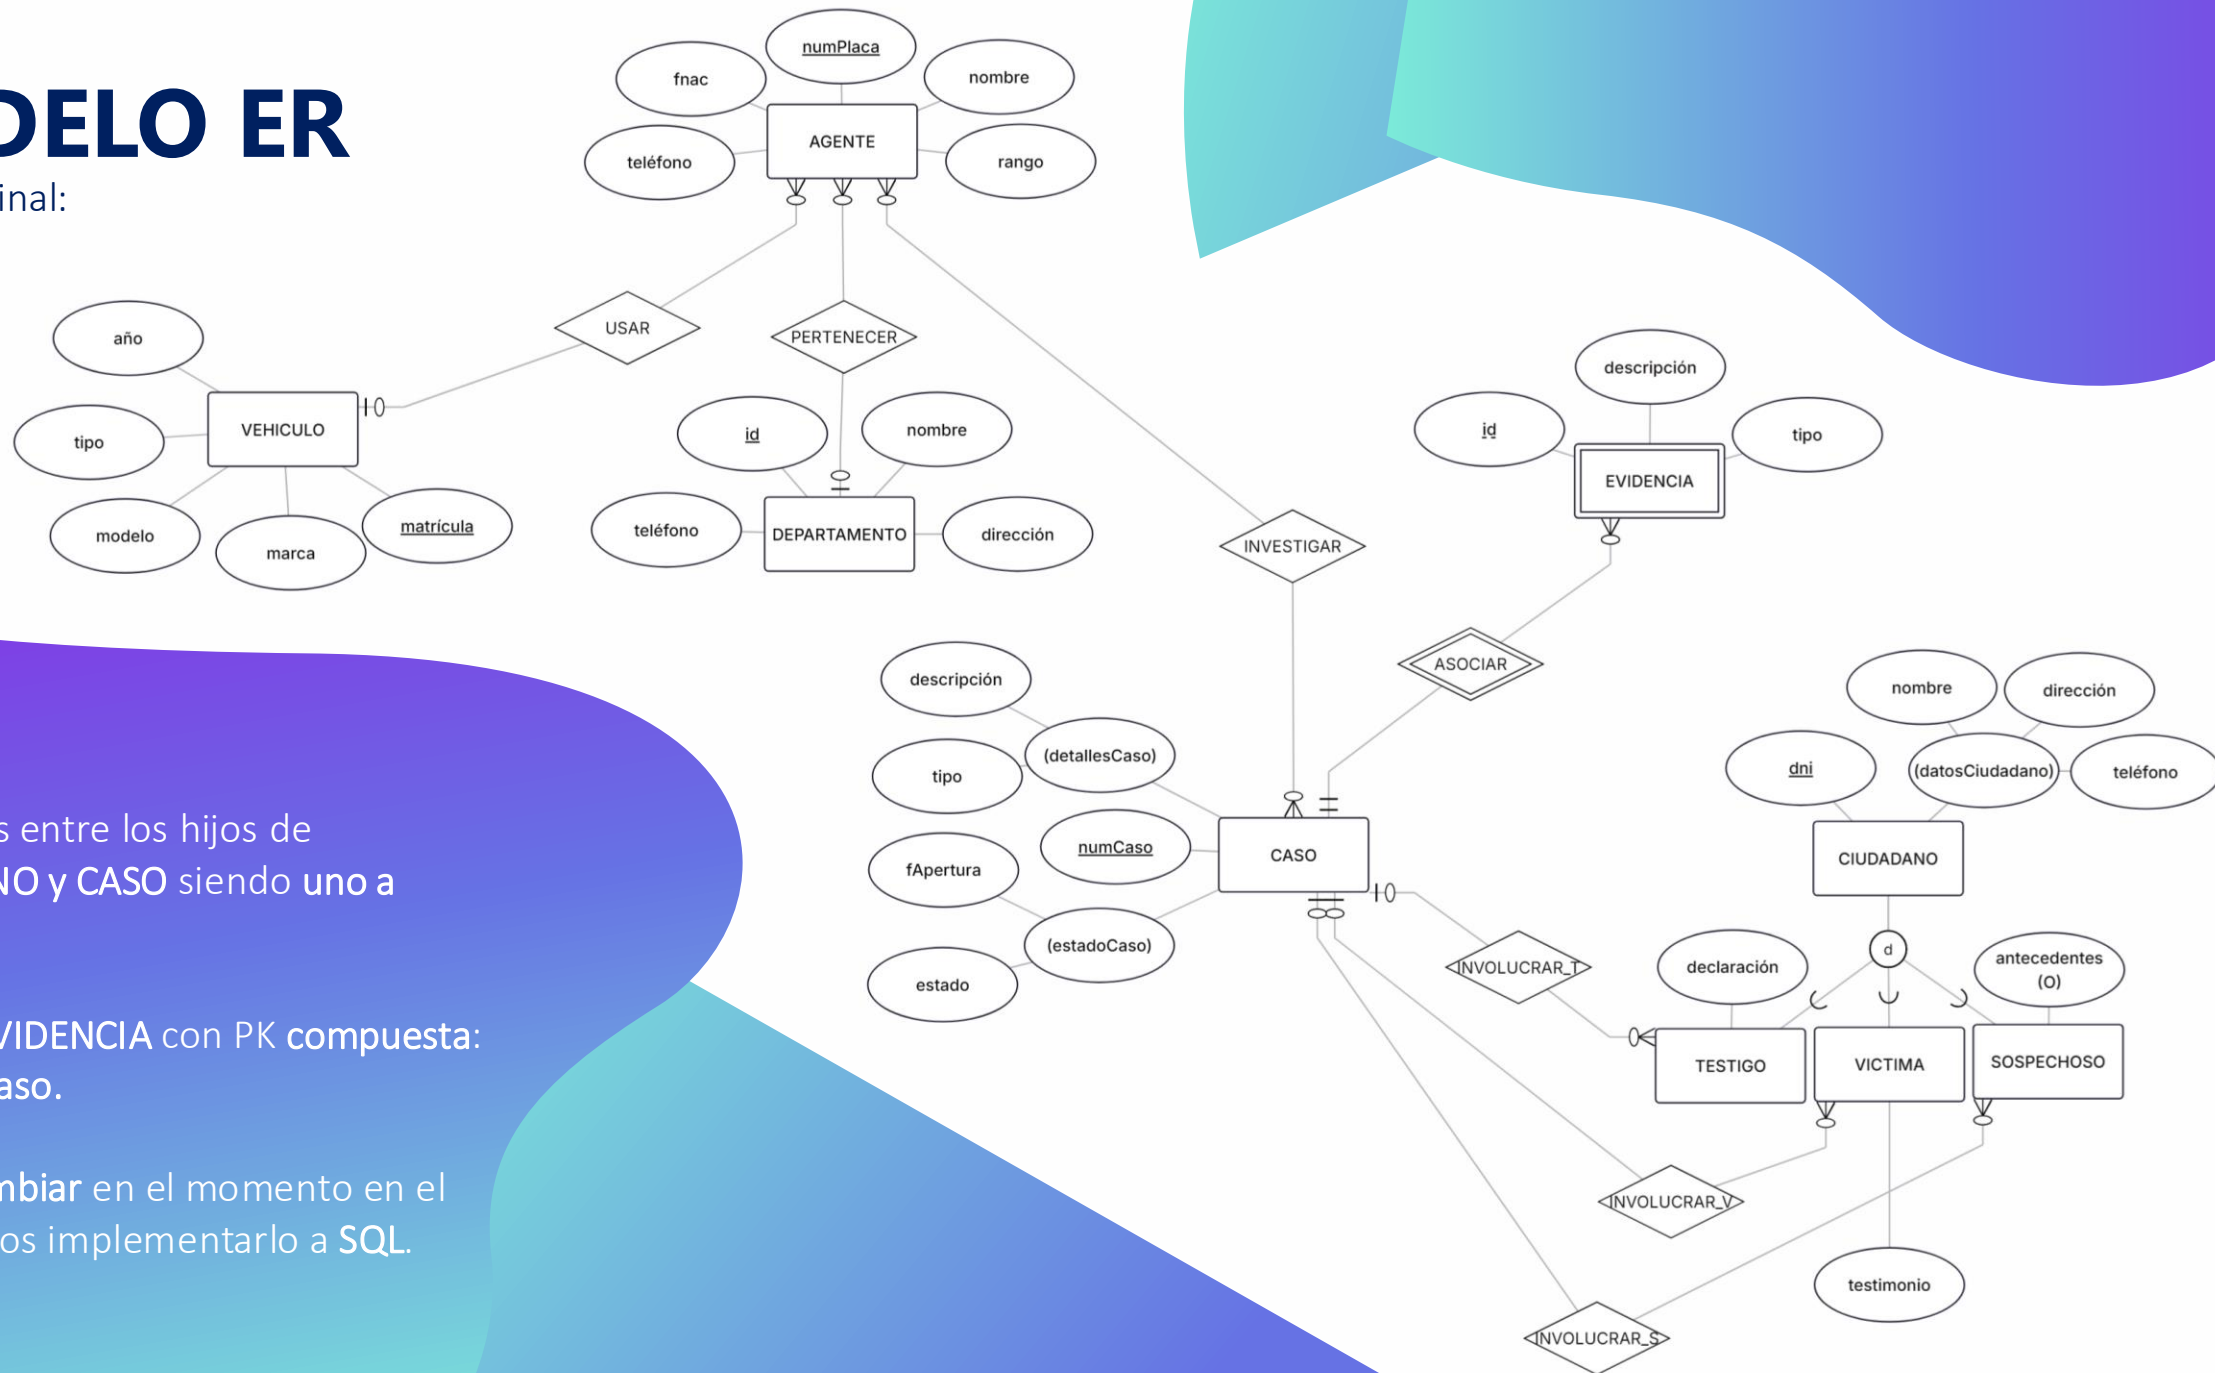 DELO ER
inal:
numPlaca
fnac
nombre
AGENTE
teléfono
rango
USAR
PERTENECER
año
VEHICULO
tipo
modelo
marca
matrícula
id
nombre
teléfono
DEPARTAMENTO
dirección
INVESTIGAR
descripción
id
tipo
EVIDENCIA
ASOCIAR
descripción
(detallesCaso)
tipo
numCaso
CASO
fApertura
(estadoCaso)
estado
nombre
dirección
dni
(datosCiudadano)
teléfono
CIUDADANO
d
declaración
antecedentes
(O)
INVOLUCRAR_T
TESTIGO
VICTIMA
SOSPECHOSO
INVOLUCRAR_V
testimonio
INVOLUCRAR_S
s entre los hijos de
NO y CASO siendo uno a
VIDENCIA con PK compuesta:
aso.
mbiar en el momento en el
os implementarlo a SQL.